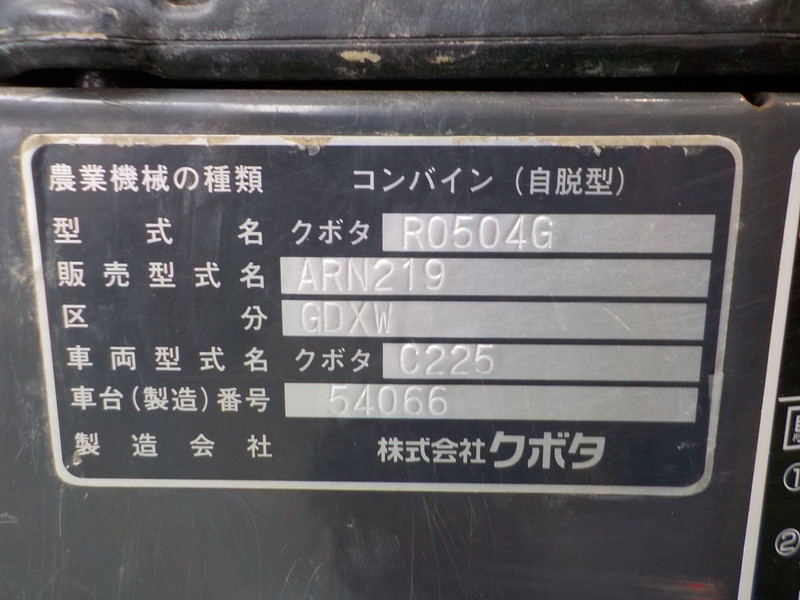 農業機械の種類 コンバイン(自脱型)
型式名 クボタ R0504G
販売型式名 ARN219
区分 GDXW
車両型式名 クボタ C225
車台(製造)番号 54066
製造会社 株式会社クボタ
①
②